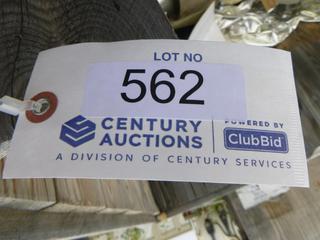 LOT NO
562
CENTURY
AUCTIONS
POWERED BY
ClubBid
A DIVISION OF CENTURY SERVICES